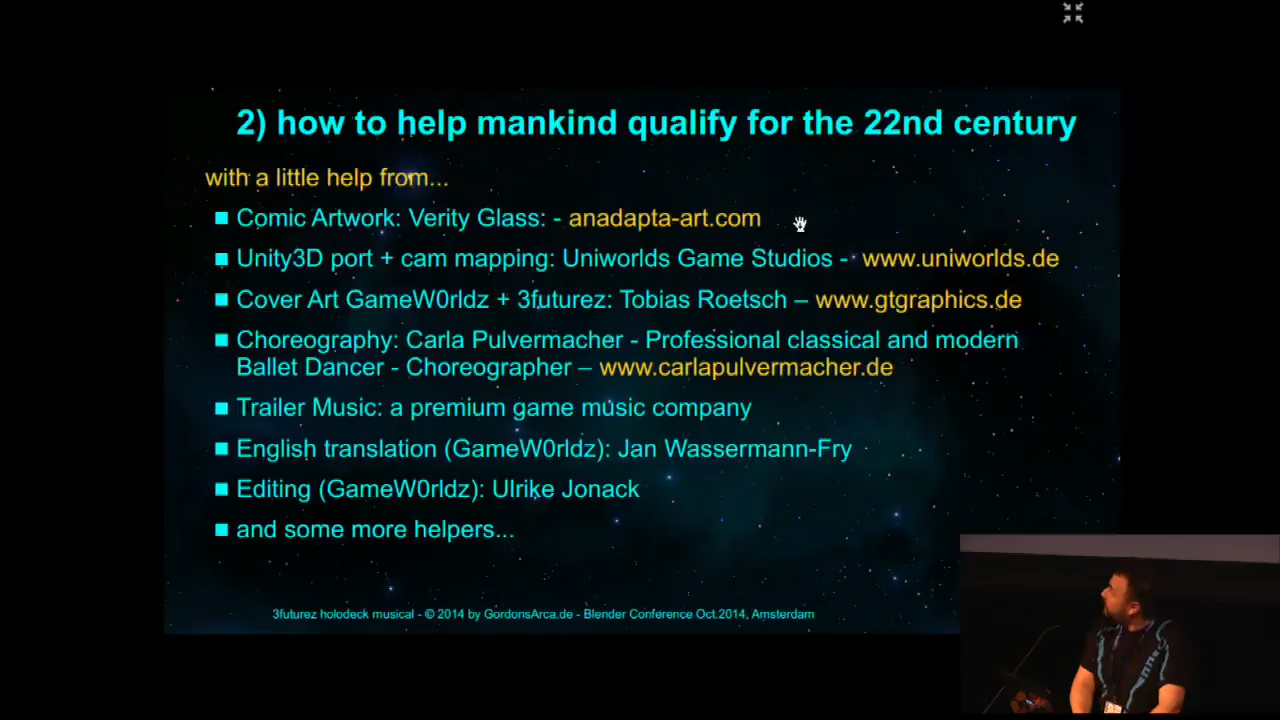 2) how to help mankind qualify for the 22nd century
with a little help from...
Comic Artwork: Verity Glass: - anadapta-art.com
Unity3D port + cam mapping: Uniworlds Game Studios - www.uniworlds.de
Cover Art GameW0rldz + 3futurez: Tobias Roetsch – www.gtgraphics.de
Choreography: Carla Pulvermacher - Professional classical and modern
Ballet Dancer - Choreographer – www.carlapulvermacher.de
Trailer Music: a premium game music company
English translation (GameW0rldz): Jan Wassermann-Fry
Editing (GameW0rldz): Ulrike Jonack
and some more helpers...
3futurez holodeck musical - © 2014 by GordonsArca.de - Blender Conference Oct.2014, Amsterdam